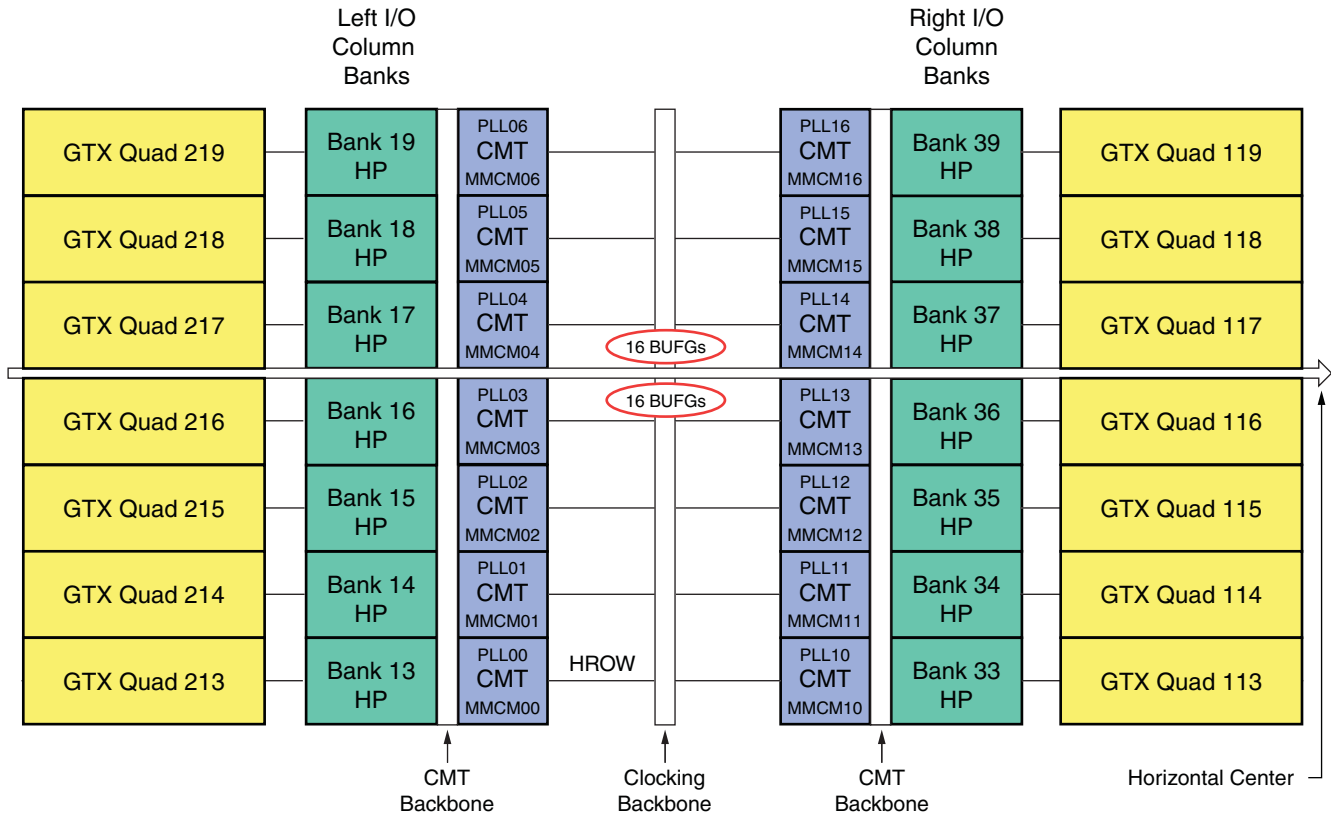 Left I/O
Column
Banks
Right I/O
Column
Banks
GTX Quad 219
Bank 19
HP
PLL06
CMT
MMCM06
PLL16
CMT
MMCM16
Bank 39
HP
GTX Quad 119
GTX Quad 218
Bank 18
HP
PLL05
CMT
MMCM05
PLL15
CMT
MMCM15
Bank 38
HP
GTX Quad 118
GTX Quad 217
Bank 17
HP
PLL04
CMT
MMCM04
16 BUFGs
PLL14
CMT
MMCM14
Bank 37
HP
GTX Quad 117
GTX Quad 216
Bank 16
HP
PLL03
CMT
MMCM03
16 BUFGs
PLL13
CMT
MMCM13
Bank 36
HP
GTX Quad 116
GTX Quad 215
Bank 15
HP
PLL02
CMT
MMCM02
PLL12
CMT
MMCM12
Bank 35
HP
GTX Quad 115
GTX Quad 214
Bank 14
HP
PLL01
CMT
MMCM01
PLL11
CMT
MMCM11
Bank 34
HP
GTX Quad 114
GTX Quad 213
Bank 13
HP
PLL00
CMT
MMCM00
HROW
PLL10
CMT
MMCM10
Bank 33
HP
GTX Quad 113
CMT
Backbone
Clocking
Backbone
CMT
Backbone
Horizontal Center